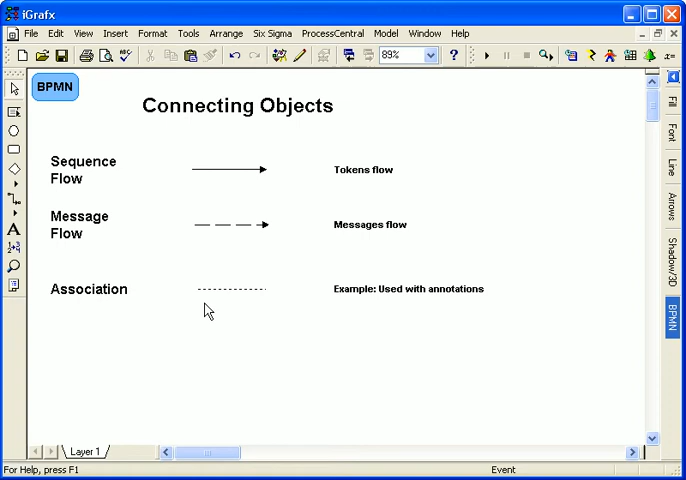 iGrafx
File Edit View Insert Format Tools Arrange Six Sigma ProcessCentral Model Window Help
89%
BPMN
Connecting Objects
Sequence
Flow
Tokens flow
Message
Flow
Messages flow
Association
Example: Used with annotations
Fill
Font
Line
Arrows
Shadow/3D
BPMN
Layer 1
For Help, press F1
Event